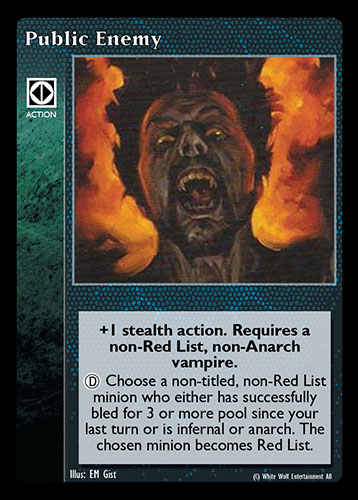 Public Enemy
ACTION
+1 stealth action. Requires a
non-Red List, non-Anarch
vampire.
Ⓓ Choose a non-titled, non-Red List
minion who either has successfully
bled for 3 or more pool since your
last turn or is infernal or anarch. The
chosen minion becomes Red List.
Illus: EM Gist
(C) White Wolf Entertainment AB